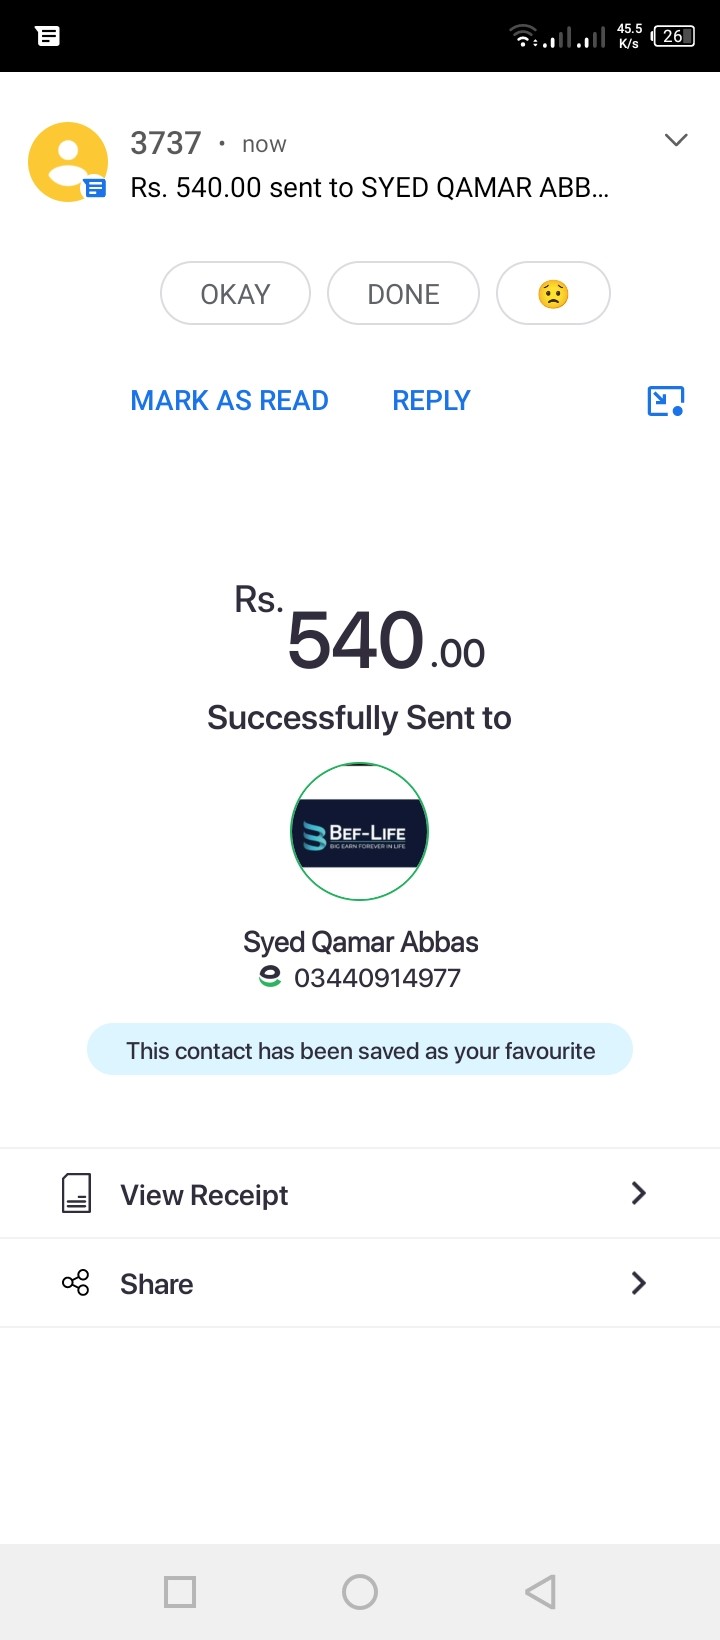 45.5
K/s
26
3737 · now
Rs. 540.00 sent to SYED QAMAR ABB...
OKAY
DONE
MARK AS READ
REPLY
Rs. 540.00
Successfully Sent to
BEF-LIFE
BIG EARN FOREVER IN LIFE
Syed Qamar Abbas
03440914977
This contact has been saved as your favourite
View Receipt
Share